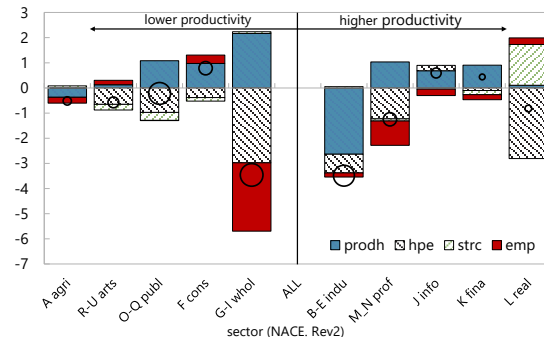 lower productivity
higher productivity
3
2
1
0
-1
-2
-3
-4
-5
-6
-7
prodh
hpe
strc
emp
A agri
R-U arts
O-Q publ
F cons
G-I whol
ALL
B-E indu
M_N prof
J info
K fina
L real
sector (NACE. Rev2)